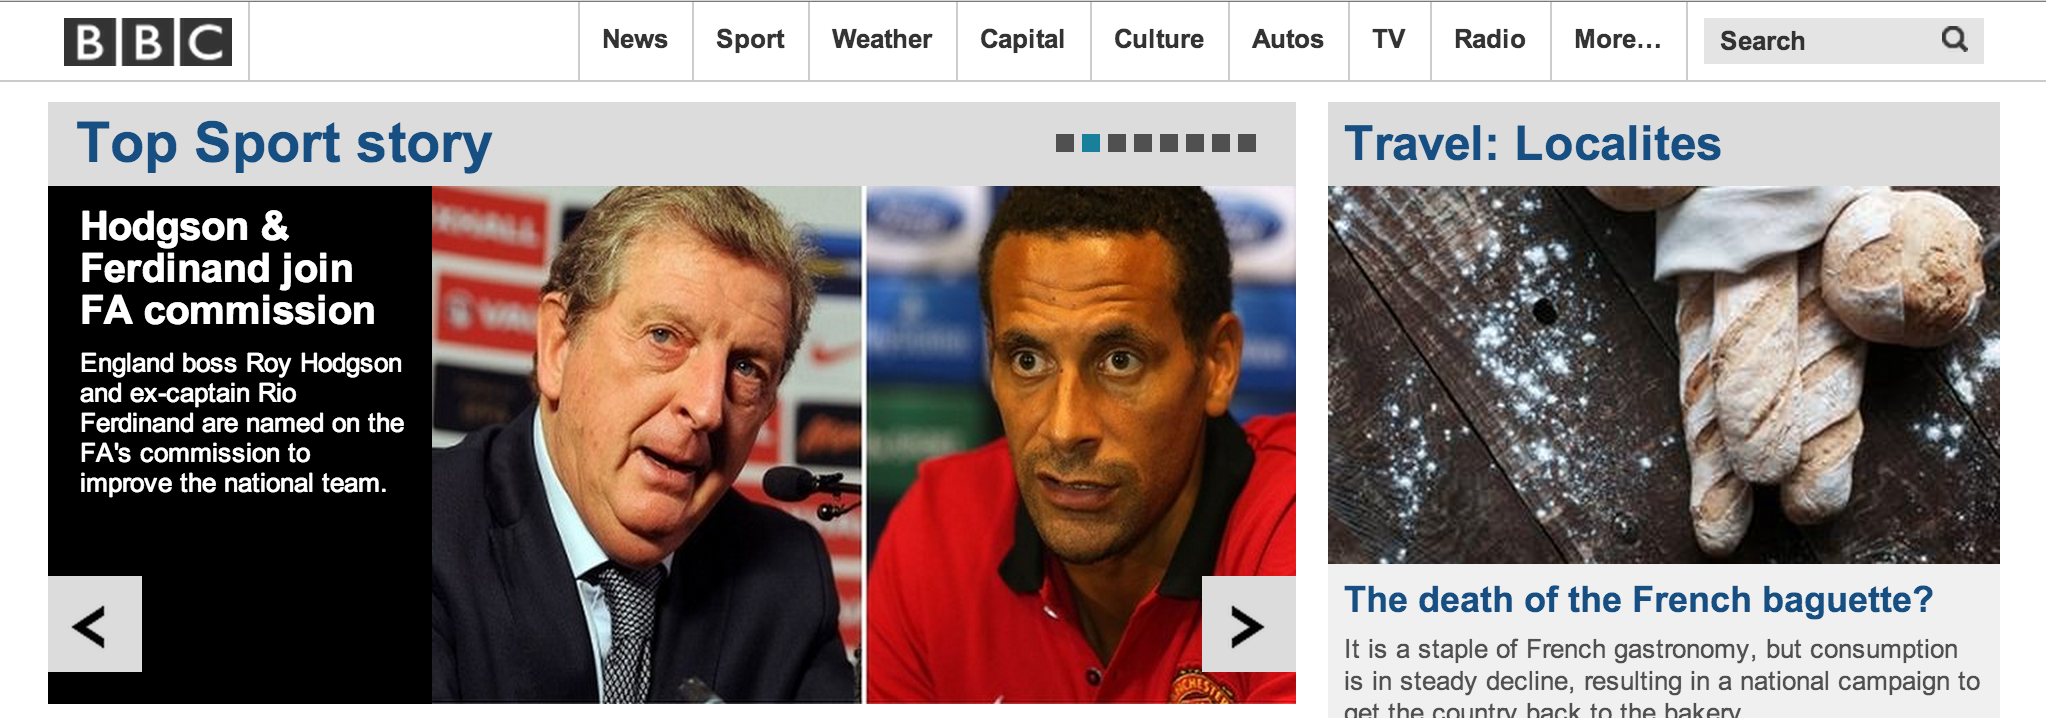 BBC
News
Sport
Weather
Capital
Culture
Autos
TV
Radio
More...
Search
Top Sport story
Hodgson &
Ferdinand join
FA commission
England boss Roy Hodgson
and ex-captain Rio
Ferdinand are named on the
FA's commission to
improve the national team.
Travel: Localites
The death of the French baguette?
It is a staple of French gastronomy, but consumption
is in steady decline, resulting in a national campaign to
get the country back to the bakery